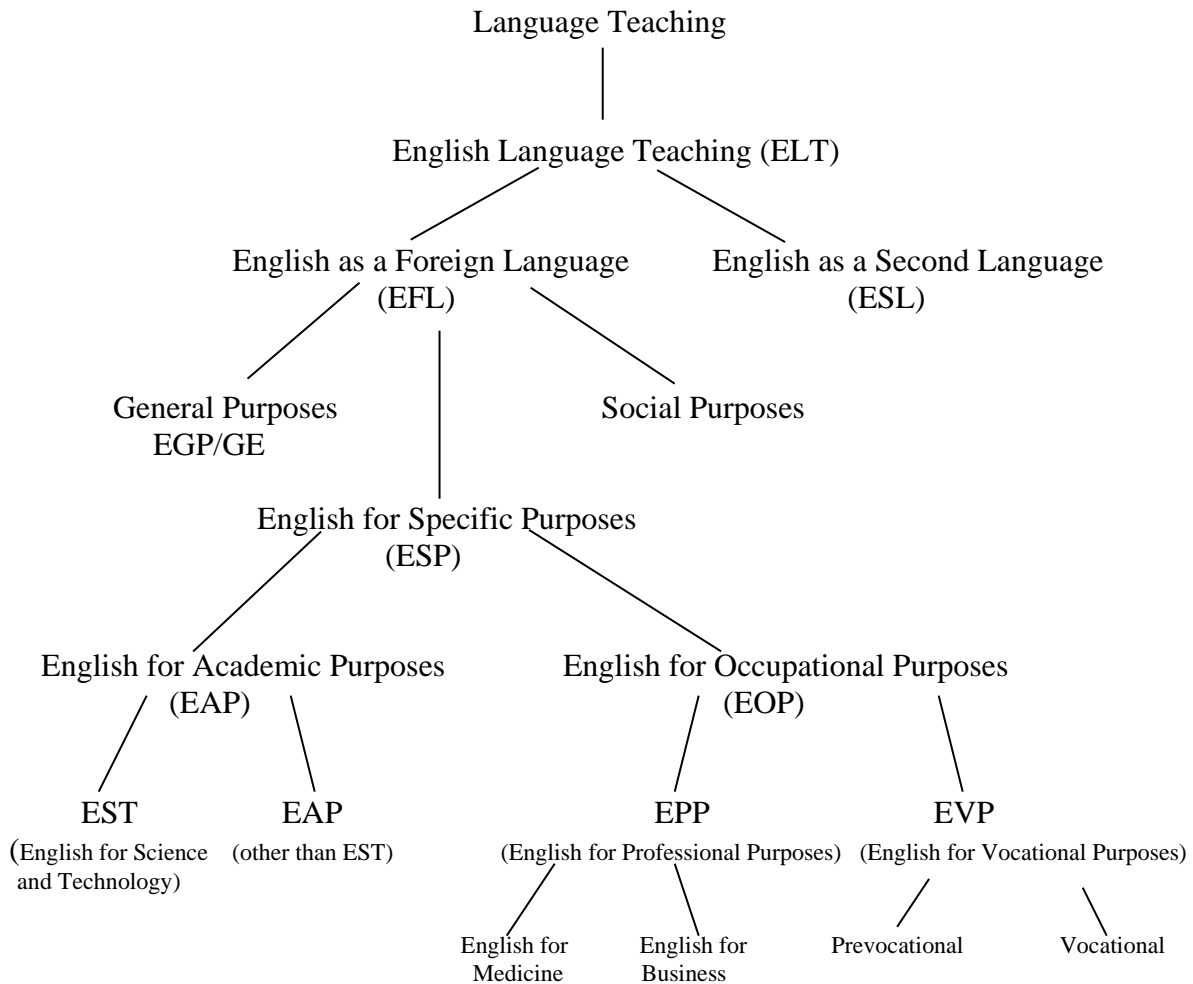 Language Teaching
English Language Teaching (ELT)
English as a Foreign Language
(EFL)
English as a Second Language
(ESL)
General Purposes
EGP/GE
Social Purposes
English for Specific Purposes
(ESP)
English for Academic Purposes
(EAP)
English for Occupational Purposes
(EOP)
EST
(English for Science
and Technology)
EAP
(other than EST)
EPP
(English for Professional Purposes)
EVP
(English for Vocational Purposes)
English for
Medicine
English for
Business
Prevocational
Vocational